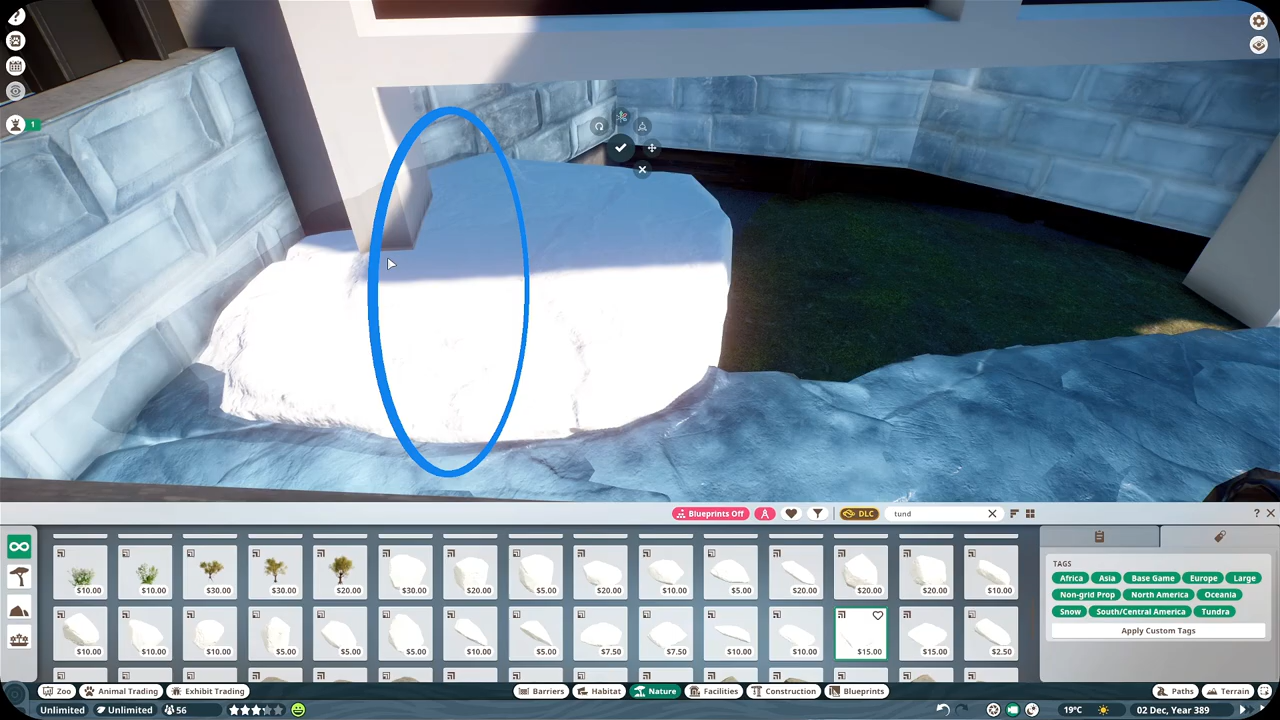 1
Blueprints Off
DLC
tund
?
$10.00 $10.00 $30.00 $30.00 $20.00 $30.00 $20.00 $5.00 $20.00 $10.00 $5.00 $20.00 $20.00 $20.00 $10.00
$10.00 $10.00 $10.00 $5.00 $5.00 $5.00 $10.00 $5.00 $7.50 $7.50 $10.00 $10.00 $15.00 $15.00 $2.50
TAGS
Africa Asia Base Game Europe Large
Non-grid Prop North America Oceania
Snow South/Central America Tundra
Apply Custom Tags
Zoo Animal Trading Exhibit Trading Barriers Habitat Nature Facilities Construction Blueprints Paths Terrain
Unlimited Unlimited 56 19°C 02 Dec, Year 389